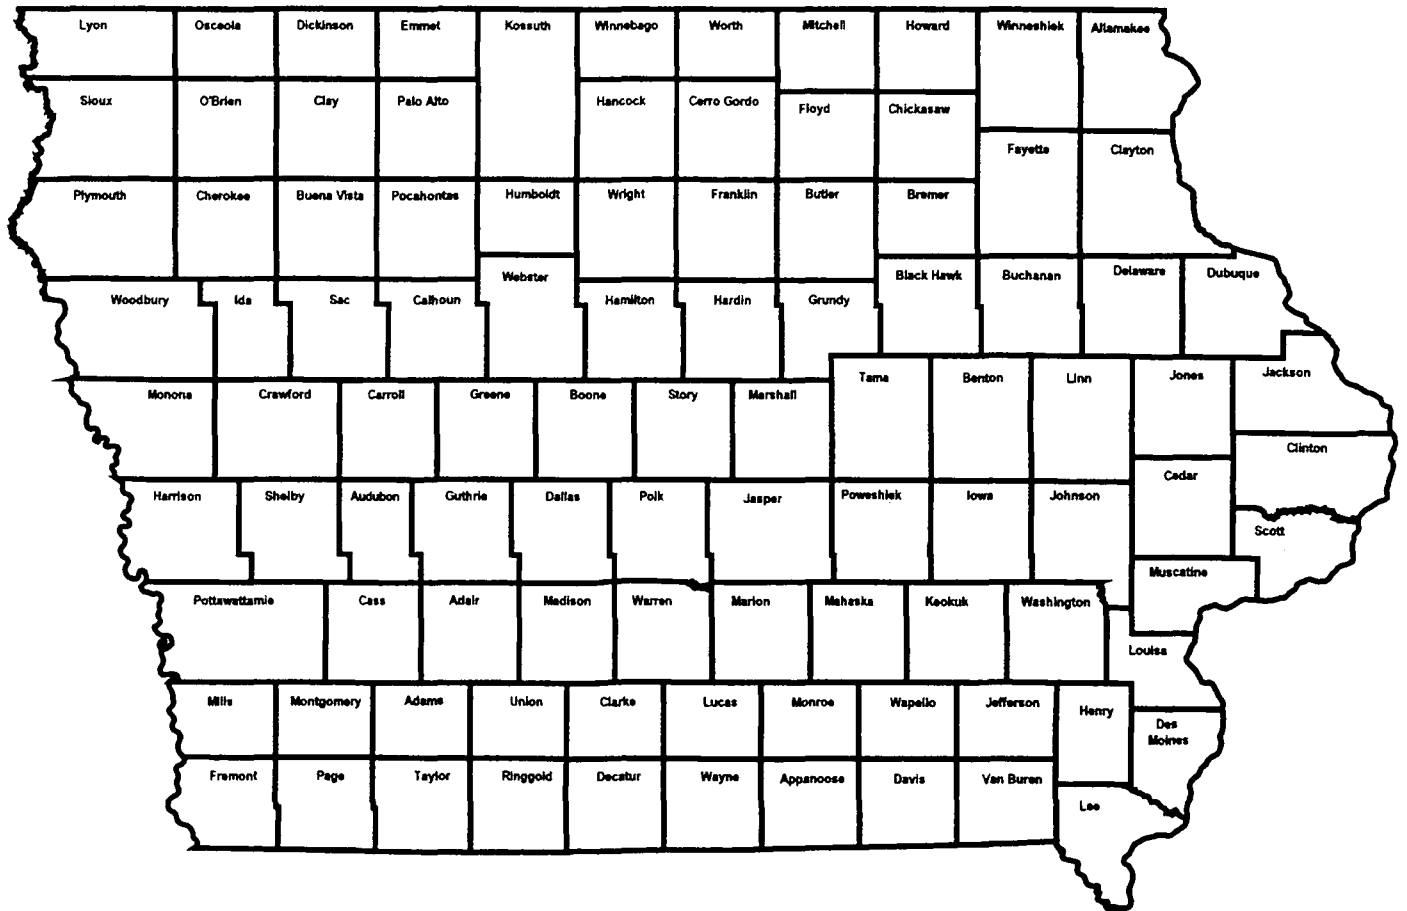 Lyon Osceola Dickinson Emmet Kossuth Winnebago Worth Mitchell Howard Winneshiek Allamakee
Sioux O'Brien Clay Palo Alto Hancock Cerro Gordo Floyd Chickasaw
Fayette Clayton
Plymouth Cherokee Buena Vista Pocahontas Humboldt Wright Franklin Butler Bremer
Webster Black Hawk Buchanan Delaware Dubuque
Woodbury Ida Sac Calhoun Hamilton Hardin Grundy
Tama Benton Linn Jones Jackson
Monona Crawford Carroll Greene Boone Story Marshall
Clinton
Cedar
Harrison Shelby Audubon Guthrie Dallas Polk Jasper Poweshiek Iowa Johnson
Scott
Muscatine
Pottawattamie Cass Adair Madison Warren Marion Mahaska Keokuk Washington
Louisa
Mills Montgomery Adams Union Clarke Lucas Monroe Wapello Jefferson Henry
Des
Moines
Fremont Page Taylor Ringgold Decatur Wayne Appanoose Davis Van Buren
Lee